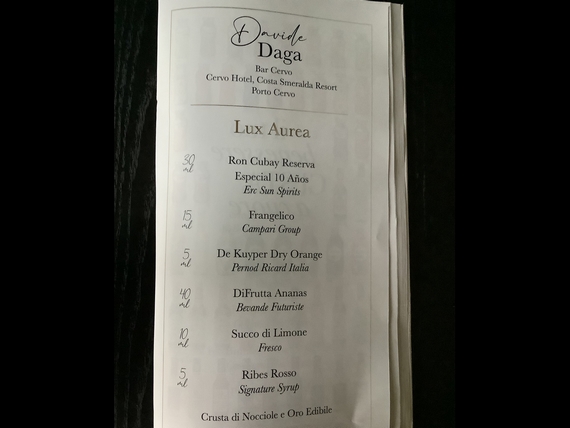 Davide
Daga
Bar Cervo
Cervo Hotel, Costa Smeralda Resort
Porto Cervo
Lux Aurea
30 ml
Ron Cubay Reserva
Especial 10 Años
Erc Sun Spirits
15 ml
Frangelico
Campari Group
5 ml
De Kuyper Dry Orange
Pernod Ricard Italia
40 ml
DiFrutta Ananas
Bevande Futuriste
10 ml
Succo di Limone
Fresco
5 ml
Ribes Rosso
Signature Syrup
Crusta di Nocciole e Oro Edibile